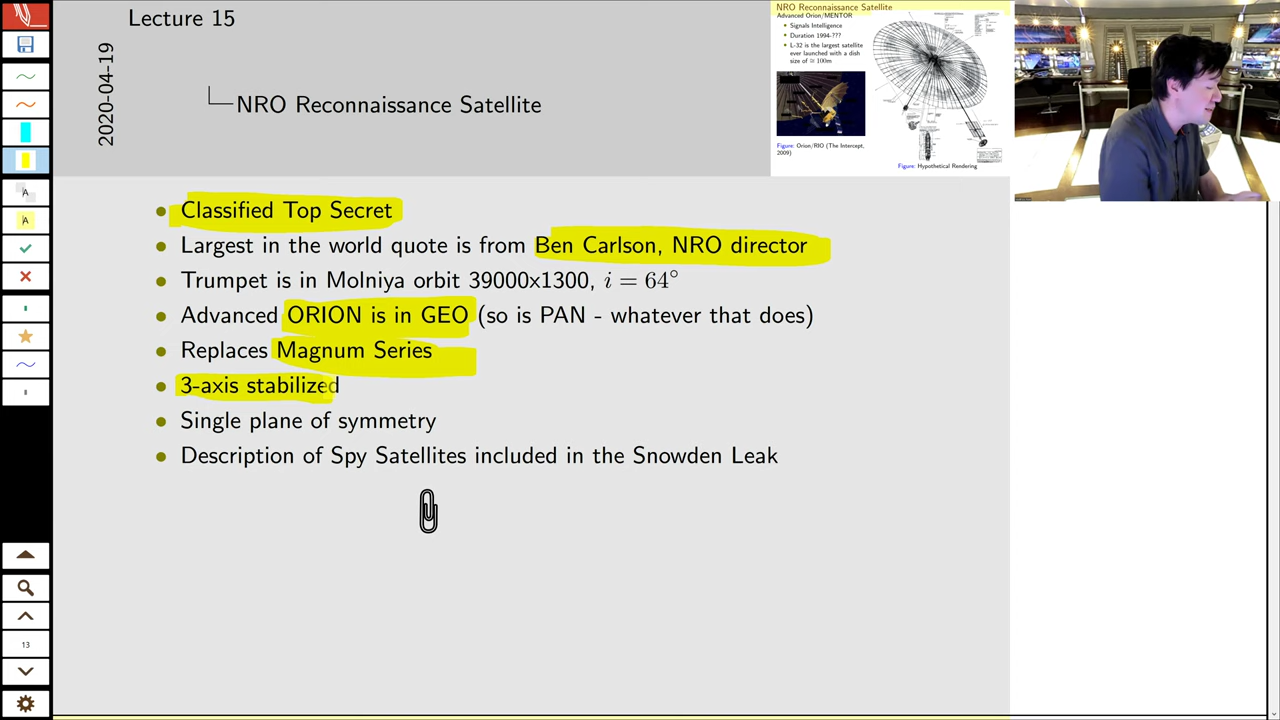 Lecture 15
2020-04-19
NRO Reconnaissance Satellite
NRO Reconnaissance Satellite
Advanced Orion/MENTOR
• Signals Intelligence
• Duration 1994-???
• L-32 is the largest satellite
ever launched with a dish
size of ≅ 100m
Figure: Orion/RIO (The Intercept,
2009)
Figure: Hypothetical Rendering
• Classified Top Secret
• Largest in the world quote is from Ben Carlson, NRO director
• Trumpet is in Molniya orbit 39000x1300, i = 64°
• Advanced ORION is in GEO (so is PAN - whatever that does)
• Replaces Magnum Series
• 3-axis stabilized
• Single plane of symmetry
• Description of Spy Satellites included in the Snowden Leak
A
A
13